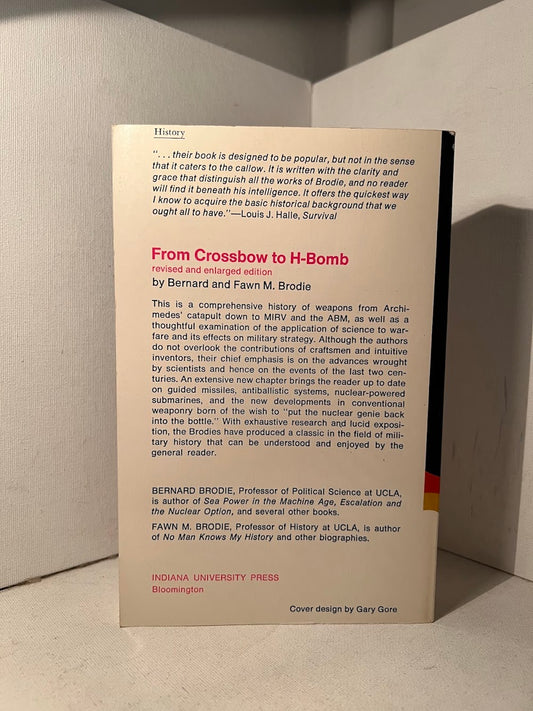 History
". . . their book is designed to be popular, but not in the sense
that it caters to the callow. It is written with the clarity and
grace that distinguish all the works of Brodie, and no reader
will find it beneath his intelligence. It offers the quickest way
I know to acquire the basic historical background that we
ought all to have."—Louis J. Halle, Survival
From Crossbow to H-Bomb
revised and enlarged edition
by Bernard and Fawn M. Brodie
This is a comprehensive history of weapons from Archi-
medes' catapult down to MIRV and the ABM, as well as a
thoughtful examination of the application of science to war-
fare and its effects on military strategy. Although the authors
do not overlook the contributions of craftsmen and intuitive
inventors, their chief emphasis is on the advances wrought
by scientists and hence on the events of the last two cen-
turies. An extensive new chapter brings the reader up to date
on guided missiles, antiballistic systems, nuclear-powered
submarines, and the new developments in conventional
weaponry born of the wish to "put the nuclear genie back
into the bottle." With exhaustive research and lucid exposi-
tion, the Brodies have produced a classic in the field of mili-
tary history that can be understood and enjoyed by the
general reader.
BERNARD BRODIE, Professor of Political Science at UCLA,
is author of Sea Power in the Machine Age, Escalation and
the Nuclear Option, and several other books.
FAWN M. BRODIE, Professor of History at UCLA, is author
of No Man Knows My History and other biographies.
INDIANA UNIVERSITY PRESS
Bloomington
Cover design by Gary Gore